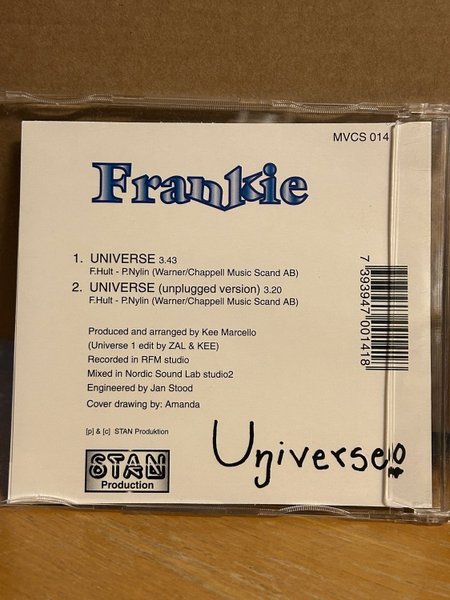 MVCS 014
Frankie
1. UNIVERSE 3.43
F.Hult - P.Nylin (Warner/Chappell Music Scand AB)
2. UNIVERSE (unplugged version) 3.20
F.Hult - P.Nylin (Warner/Chappell Music Scand AB)
Produced and arranged by Kee Marcello
(Universe 1 edit by ZAL & KEE)
Recorded in RFM studio
Mixed in Nordic Sound Lab studio2
Engineered by Jan Stood
Cover drawing by: Amanda
[p] & [c] STAN Produktion
STAN
Production
Universe
7 393947 001418